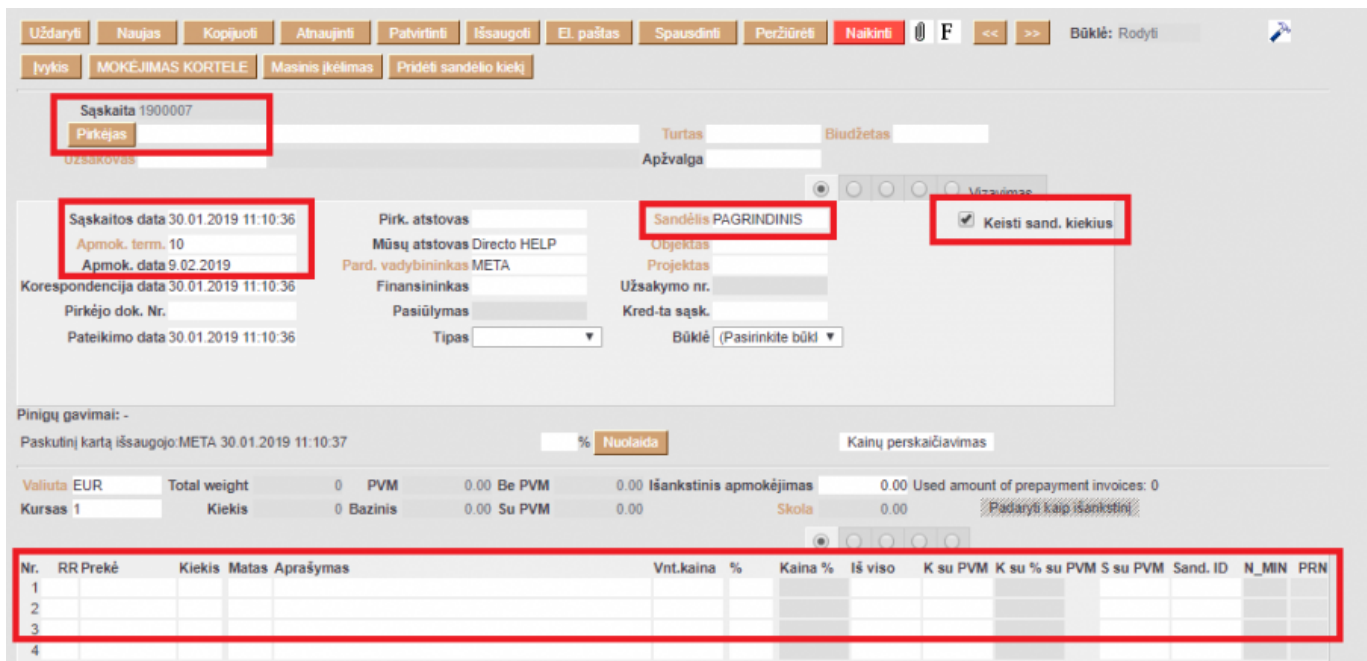 Uždaryti Naujas Kopijuoti Atnaujinti Patvirtinti Išsaugoti El. paštas Spausdinti Peržiūrėti Naikinti F << >> Būklė: Rodyti
Įvykis MOKĖJIMAS KORTELE Masinis įkėlimas Pridėti sandėlio kiekį
Sąskaita 1900007
Pirkėjas Turtas Biudžetas
Užsakovas Apžvalga
Vizavimas
Sąskaitos data 30.01.2019 11:10:36 Pirk. atstovas Sandėlis PAGRINDINIS Keisti sand. kiekius
Apmok. term. 10 Mūsų atstovas Directo HELP Objektas
Apmok. data 9.02.2019 Pard. vadybininkas META Projektas
Korespondencija data 30.01.2019 11:10:36 Finansininkas Užsakymo nr.
Pirkėjo dok. Nr. Pasiūlymas Kred-ta sąsk.
Pateikimo data 30.01.2019 11:10:36 Tipas Būklė (Pasirinkite būkl
Pinigų gavimai: -
Paskutinį kartą išsaugojo:META 30.01.2019 11:10:37 % Nuolaida Kainų perskaičiavimas
Valiuta EUR Total weight 0 PVM 0.00 Be PVM 0.00 Išankstinis apmokėjimas 0.00 Used amount of prepayment invoices: 0
Kursas 1 Kiekis 0 Bazinis 0.00 Su PVM 0.00 Skola 0.00 Padaryti kaip išankstinį
Nr. RR Prekė Kiekis Matas Aprašymas Vnt.kaina % Kaina % Iš viso K su PVM K su % su PVM S su PVM Sand. ID N_MIN PRN
1
2
3
4